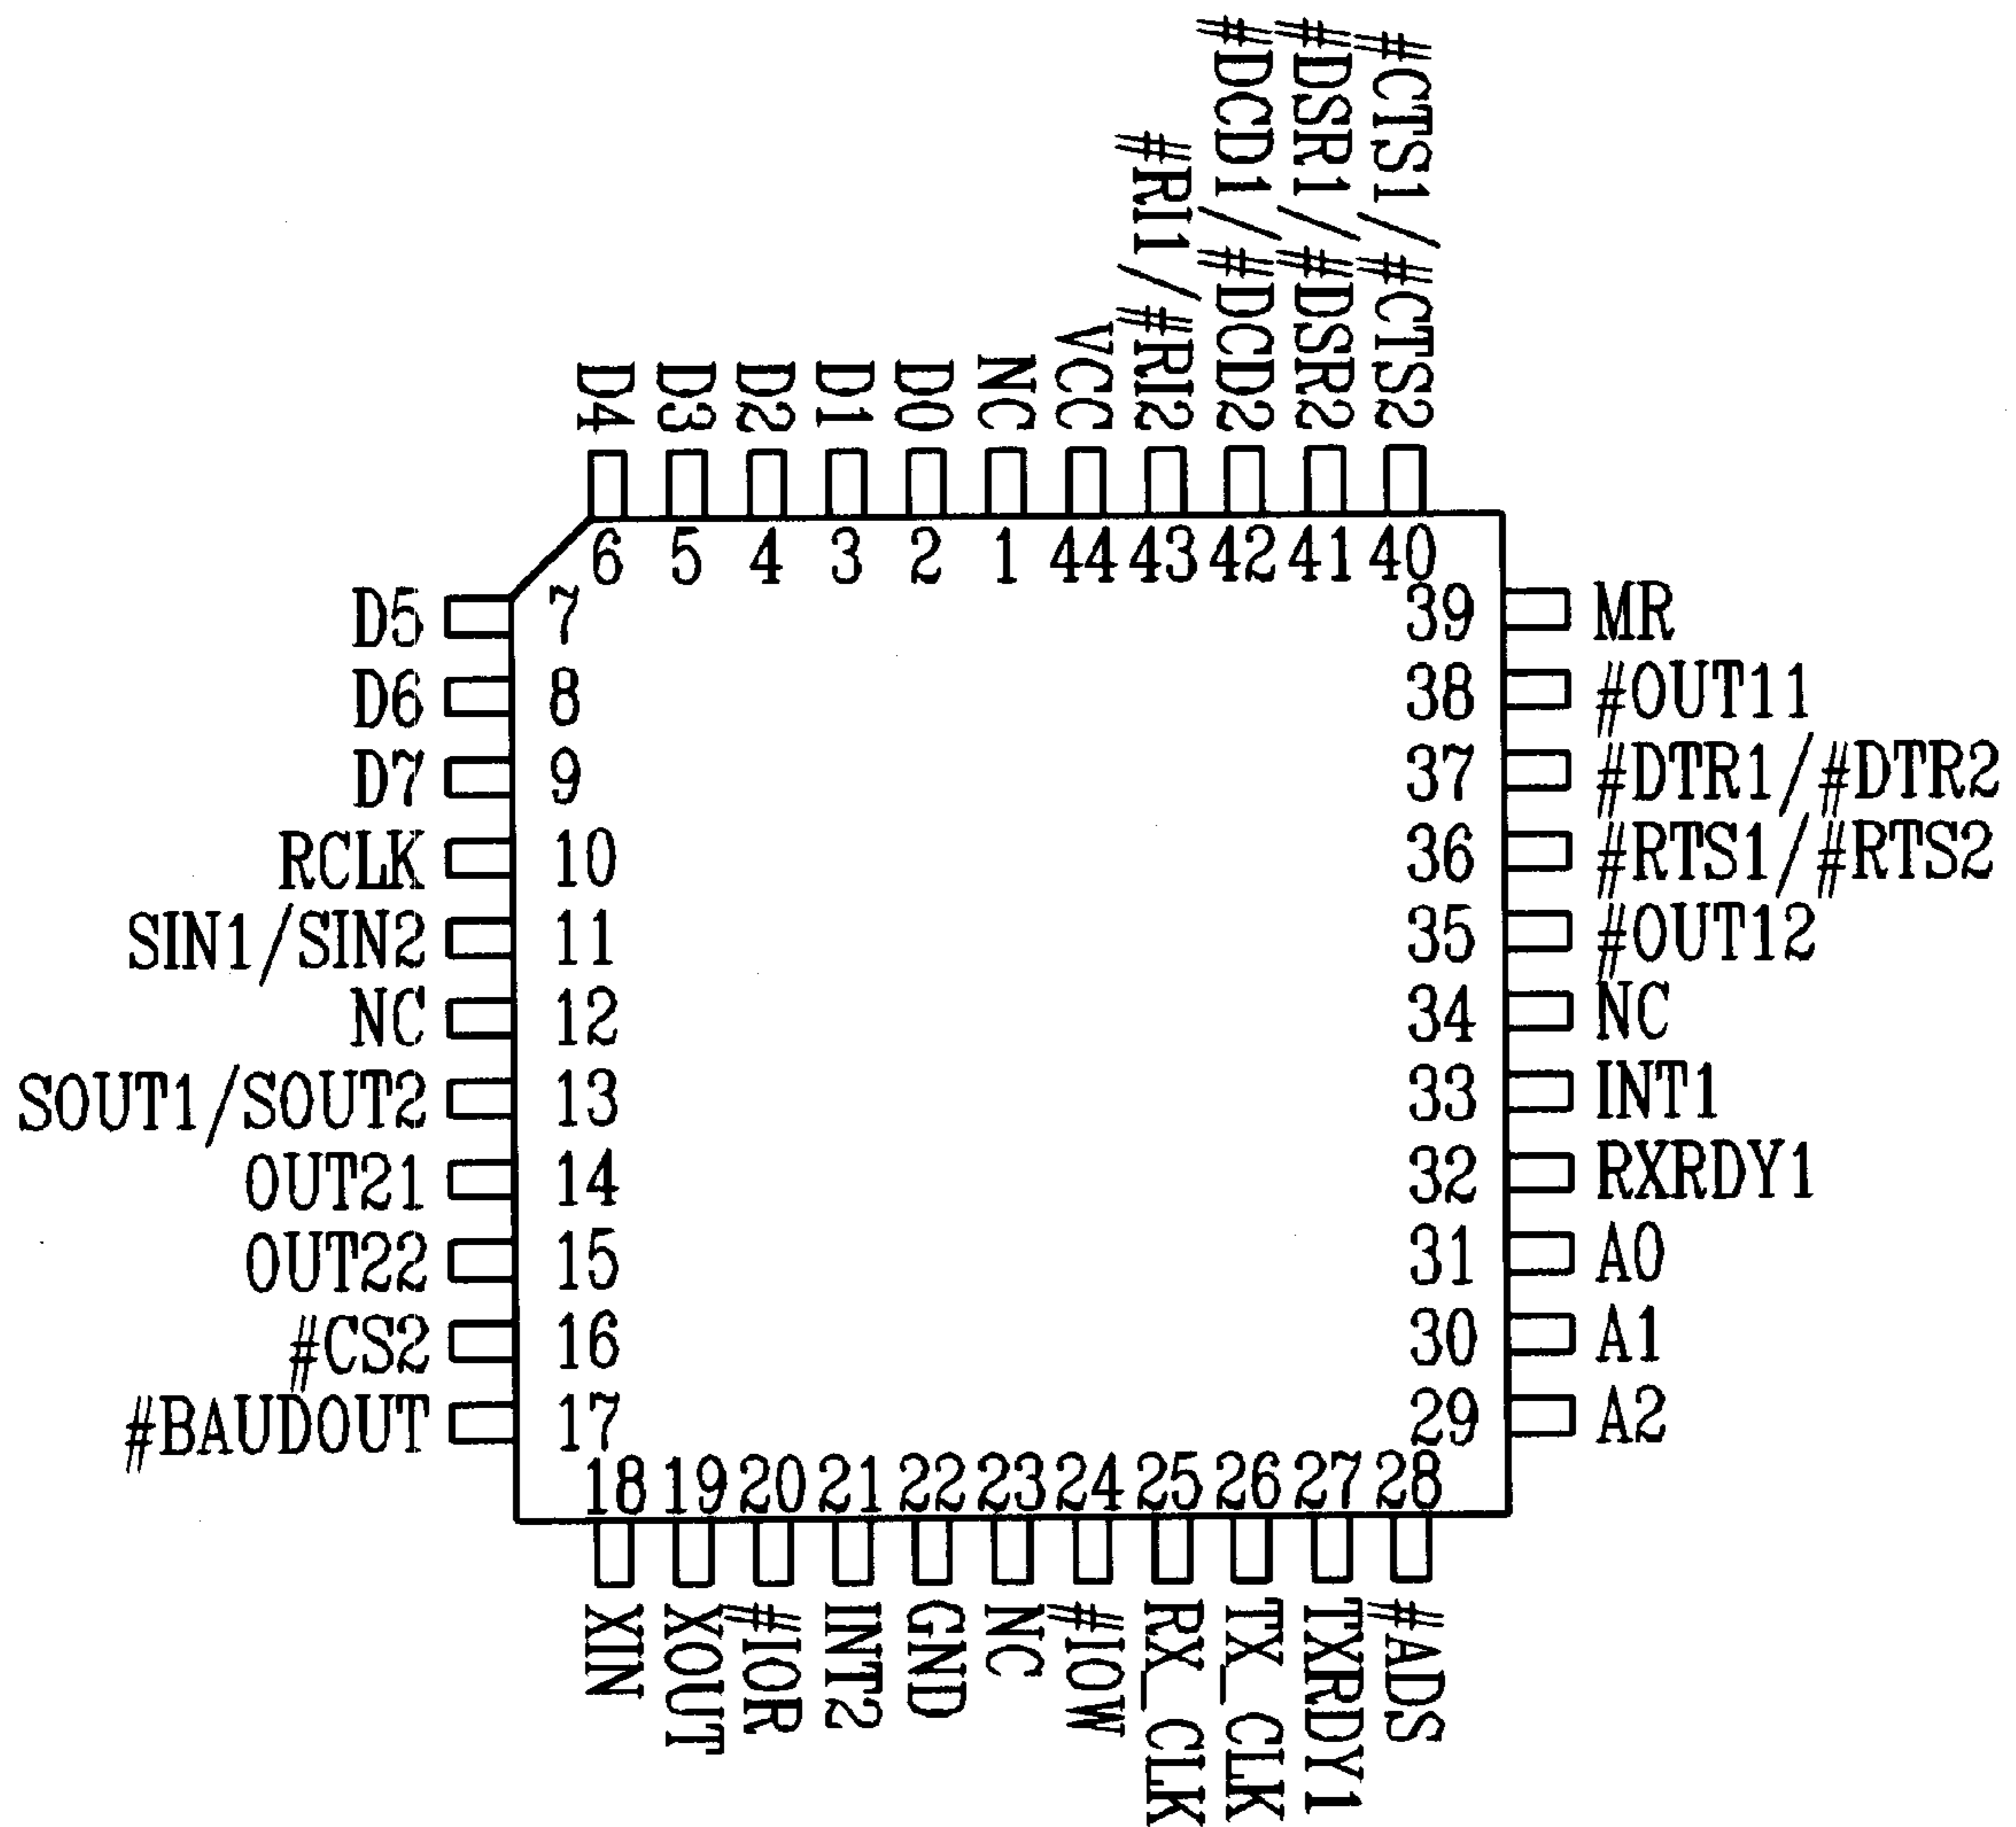 #CTS1/#CTS2
#DSR1/#DSR2
#DCD1/#DCD2
#RI1/#RI2
VCC
NC
D0
D1
D2
D3
D4
6 5 4 3 2 1 44 43 42 41 40
D5 7
D6 8
D7 9
RCLK 10
SIN1/SIN2 11
NC 12
SOUT1/SOUT2 13
OUT21 14
OUT22 15
#CS2 16
#BAUDOUT 17
39 MR
38 #OUT11
37 #DTR1/#DTR2
36 #RTS1/#RTS2
35 #OUT12
34 NC
33 INT1
32 RXRDY1
31 A0
30 A1
29 A2
18 19 20 21 22 23 24 25 26 27 28
#ADS
TXRDY1
TX_CLK
RX_CLK
#IOW
NC
GND
INT2
#IOR
XOUT
XIN